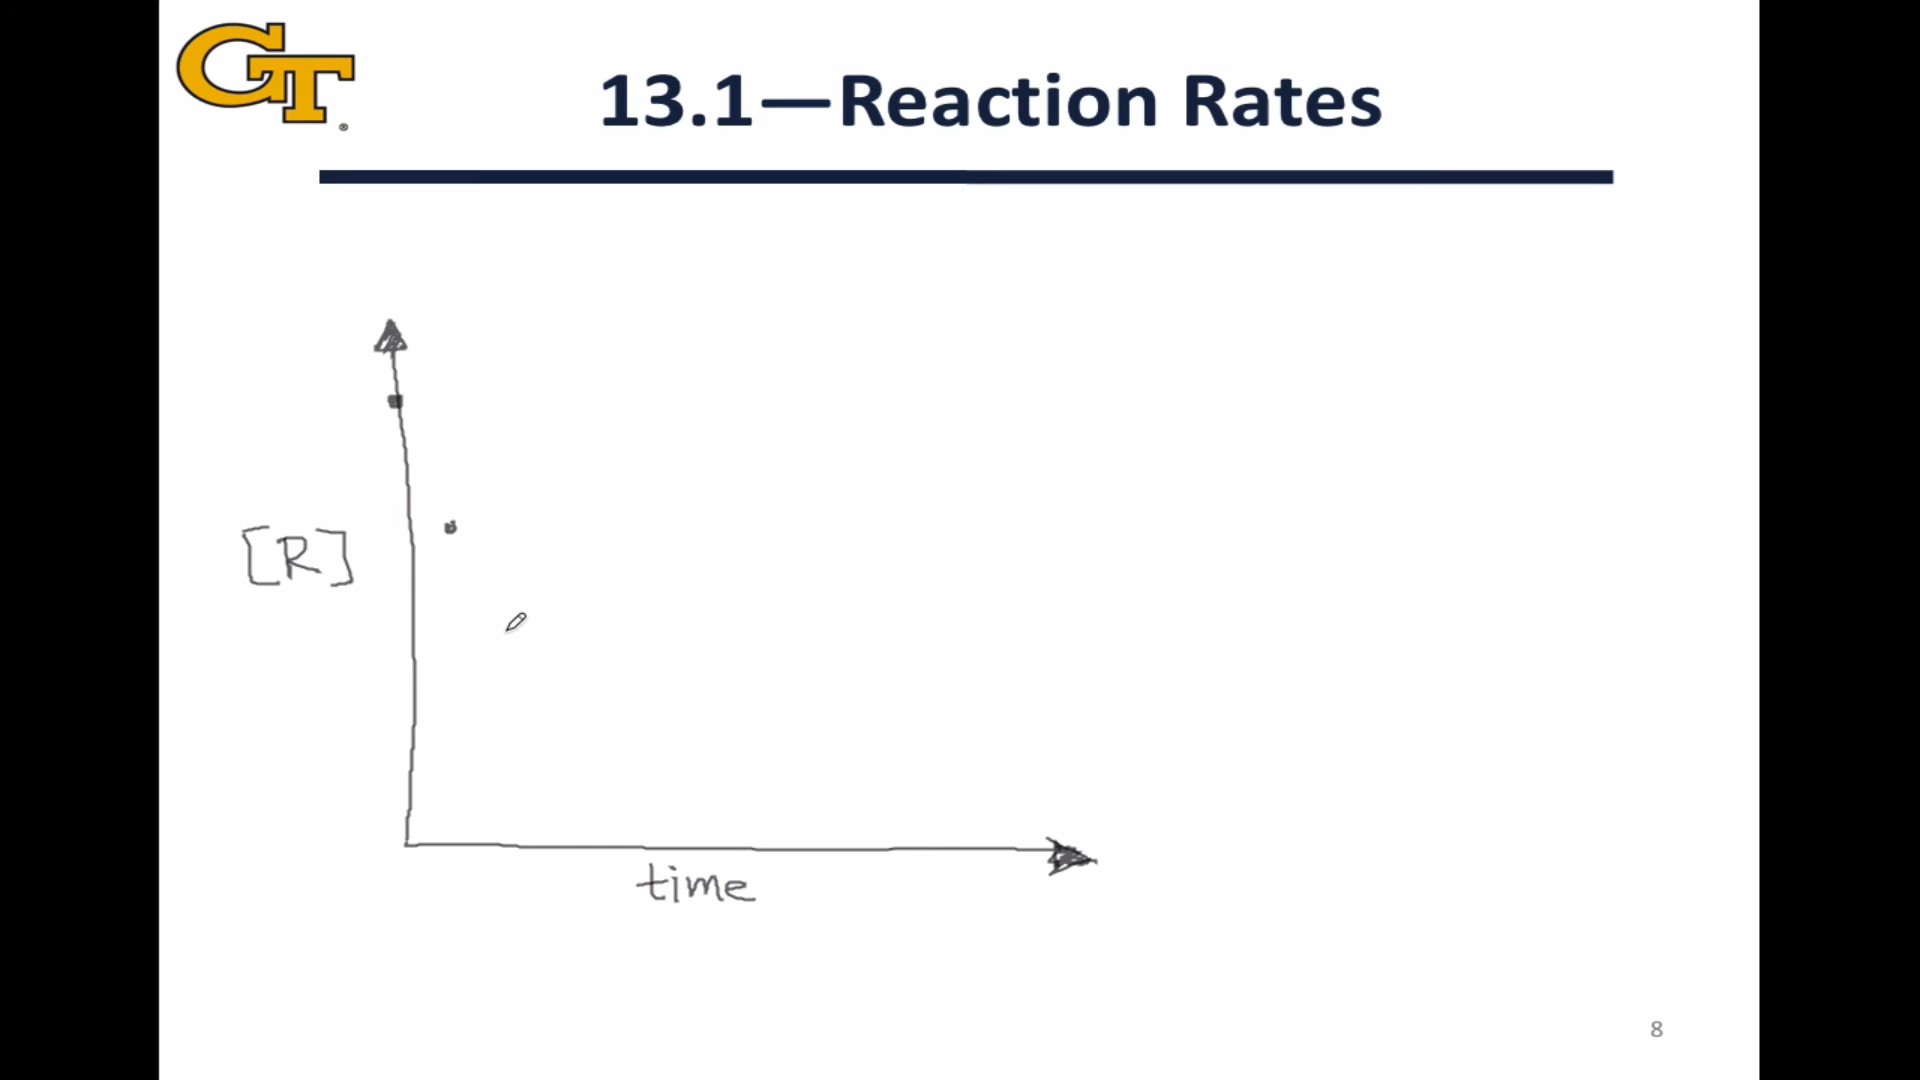 GT
®
13.1—Reaction Rates
[R]
time
8